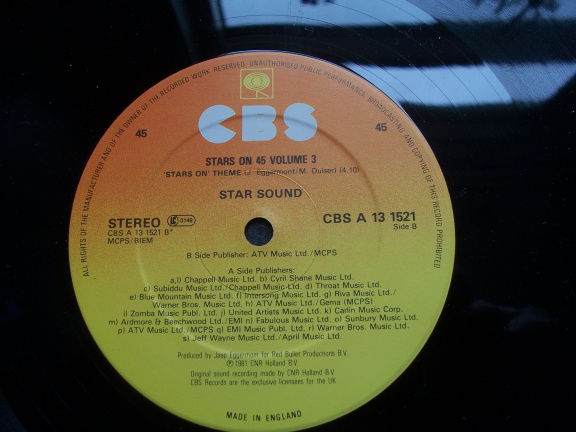 ALL RIGHTS OF THE MANUFACTURER AND OF THE OWNER OF THE RECORDED WORK RESERVED. UNAUTHORISED PUBLIC PERFORMANCE, BROADCASTING AND COPYING OF THIS RECORD PROHIBITED
CBS
45
45
STARS ON 45 VOLUME 3
'STARS ON' THEME (J. Eggermont/M. Duiser) (4.10)
STAR SOUND
STEREO K 0149
CBS A 13 1521
CBS A 13 1521 B*
Side B
MCPS/BIEM
B Side Publisher: ATV Music Ltd./MCPS
A Side Publishers:
a,l) Chappell Music Ltd. b) Cyril Shane Music Ltd.
c) Subiddu Music Ltd./Chappell Music Ltd. d) Throat Music Ltd.
e) Blue Mountain Music Ltd. f) Intersong Music Ltd. g) Riva Music Ltd./
Warner Bros. Music Ltd. h) ATV Music Ltd./Gema (MCPS)
i) Zomba Music Publ. Ltd. j) United Artists Music Ltd. k) Carlin Music Corp.
m) Ardmore & Beechwood Ltd./EMI n) Fabulous Music Ltd. o) Sunbury Music Ltd.
p) ATV Music Ltd./MCPS q) EMI Music Publ. Ltd. r) Warner Bros. Music Ltd.
s) Jeff Wayne Music Ltd./April Music Ltd.
Produced by Jaap Eggermont for Red Bullet Productions B.V.
℗ 1981 CNR Holland B.V.
Original sound recording made by CNR Holland B.V.
CBS Records are the exclusive licensees for the UK
MADE IN ENGLAND